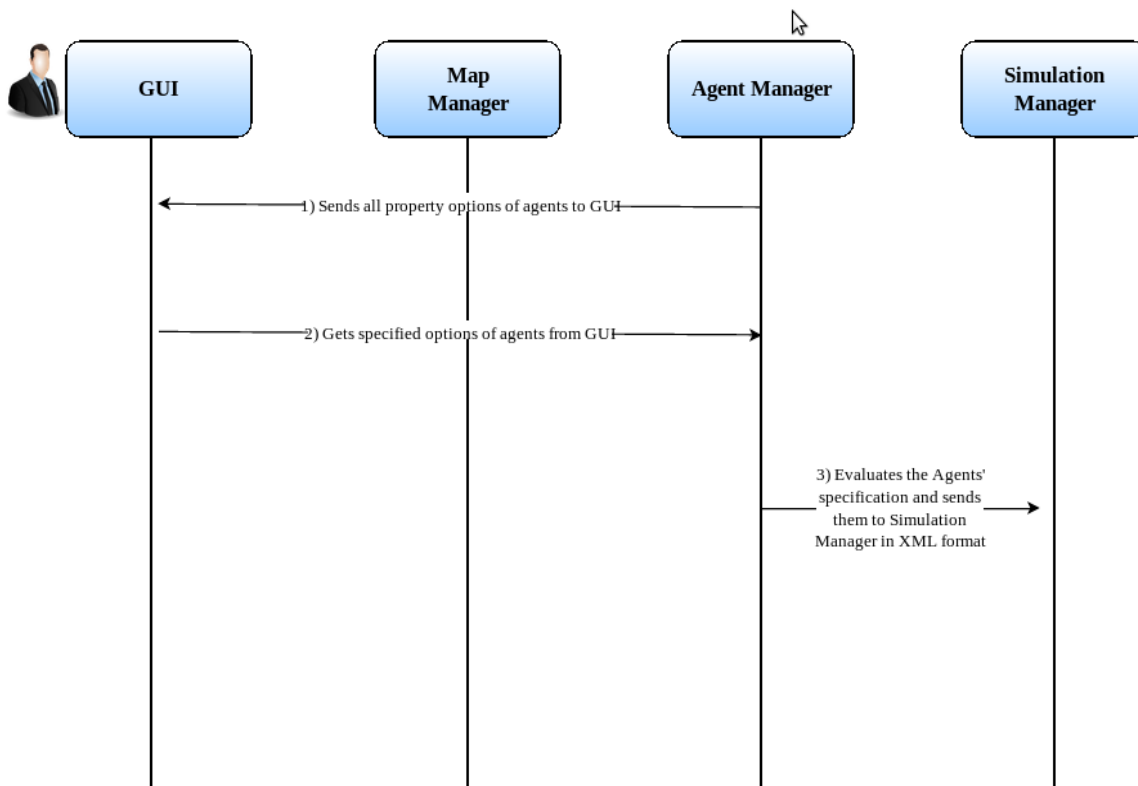 GUI
Map
Manager
Agent Manager
Simulation
Manager
1) Sends all property options of agents to GUI
2) Gets specified options of agents from GUI
3) Evaluates the Agents'
specification and sends
them to Simulation
Manager in XML format